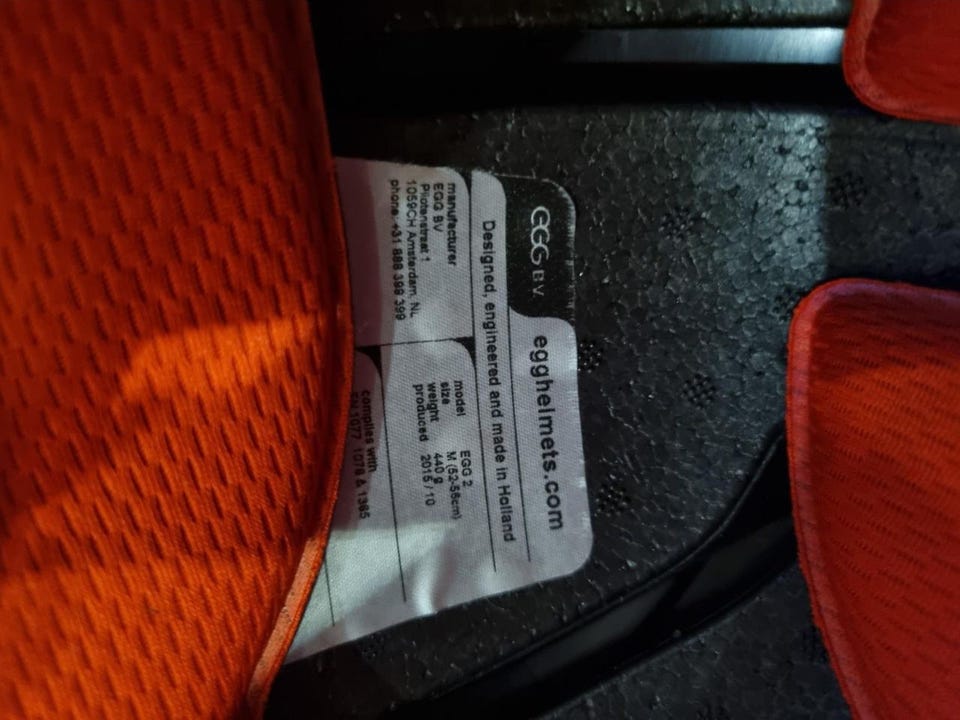 EGG BV.
egghelmets.com
Designed, engineered and made in Holland
manufacturer
EGG BV
Pilotenstraat 1
1059CH Amsterdam, NL
phone: +31 888 399 399
model EGG 2
size M (52-56cm)
weight 440 g
produced 2015 / 10
complies with
EN 1077, 1078 & 1385